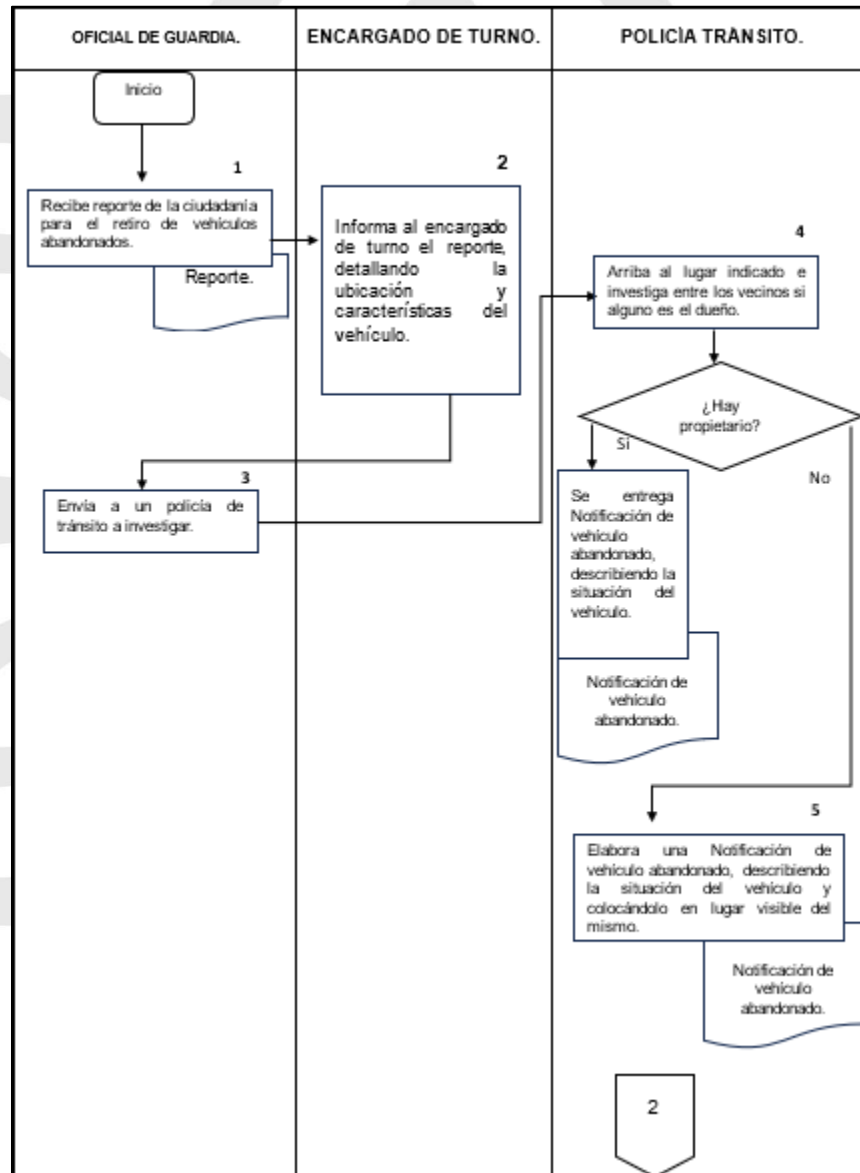 OFICIAL DE GUARDIA.
ENCARGADO DE TURNO.
POLICÌA TRÀNSITO.
Inicio
1
Recibe reporte de la ciudadanía
para el retiro de vehículos
abandonados.
Reporte.
2
Informa al encargado
de turno el reporte,
detallando la
ubicación y
características del
vehículo.
3
Envía a un policía de
tránsito a investigar.
4
Arriba al lugar indicado e
investiga entre los vecinos si
alguno es el dueño.
¿Hay
propietario?
Sí
No
Se entrega
Notificación de
vehículo
abandonado,
describiendo la
situación del
vehículo.
Notificación de
vehículo
abandonado.
5
Elabora una Notificación de
vehículo abandonado, describiendo
la situación del vehículo y
colocándolo en lugar visible del
mismo.
Notificación de
vehículo
abandonado.
2